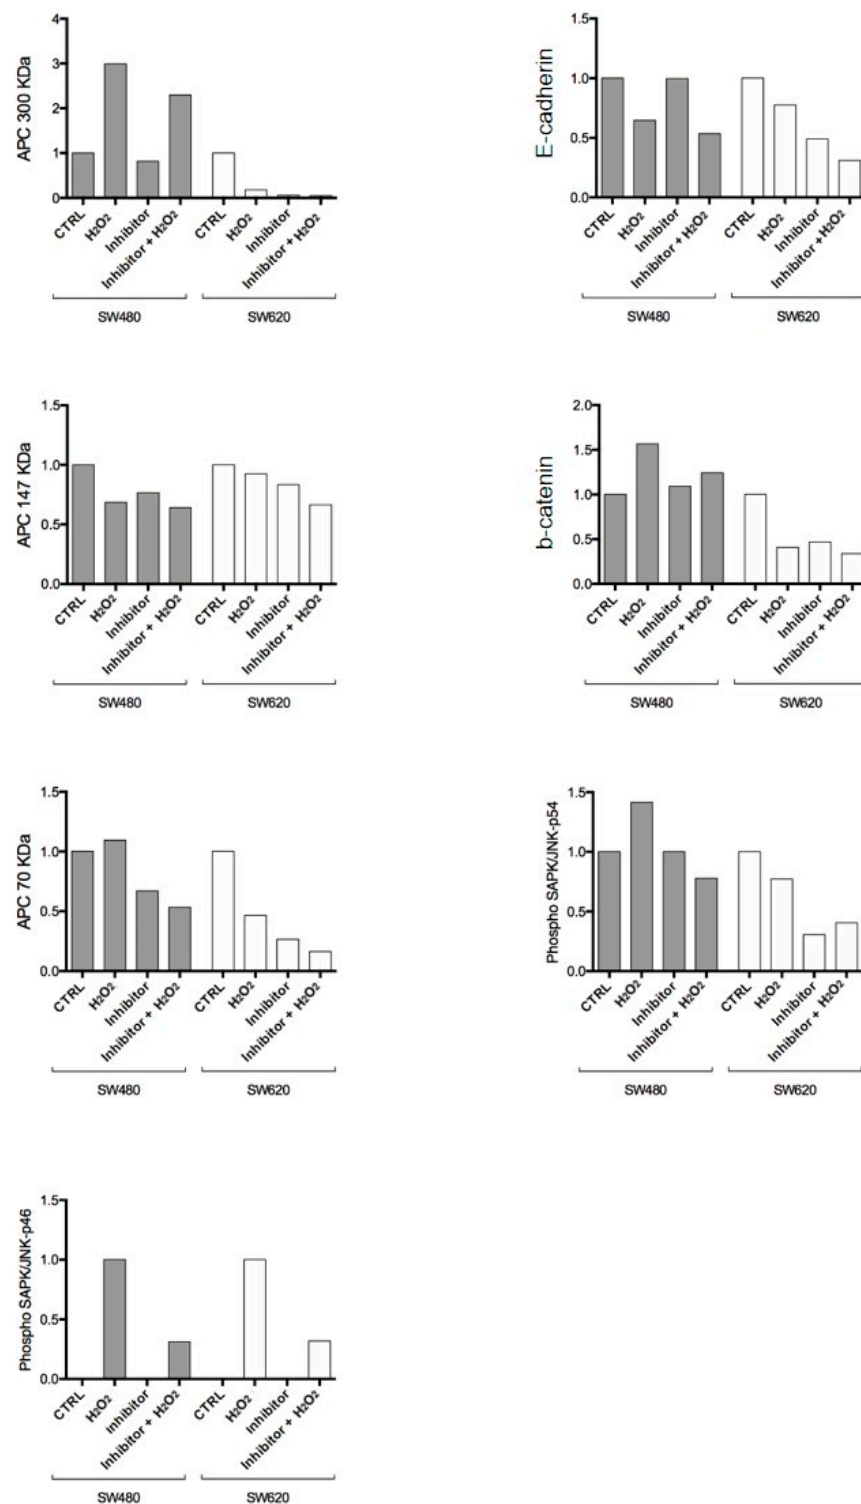 APC 300 KDa
4
3
2
1
0
CTRL
H2O2
Inhibitor
Inhibitor + H2O2
CTRL
H2O2
Inhibitor
Inhibitor + H2O2
SW480
SW620
E-cadherin
1.5
1.0
0.5
0.0
CTRL
H2O2
Inhibitor
Inhibitor + H2O2
CTRL
H2O2
Inhibitor
Inhibitor + H2O2
SW480
SW620
APC 147 KDa
1.5
1.0
0.5
0.0
CTRL
H2O2
Inhibitor
Inhibitor + H2O2
CTRL
H2O2
Inhibitor
Inhibitor + H2O2
SW480
SW620
b-catenin
2.0
1.5
1.0
0.5
0.0
CTRL
H2O2
Inhibitor
Inhibitor + H2O2
CTRL
H2O2
Inhibitor
Inhibitor + H2O2
SW480
SW620
APC 70 KDa
1.5
1.0
0.5
0.0
CTRL
H2O2
Inhibitor
Inhibitor + H2O2
CTRL
H2O2
Inhibitor
Inhibitor + H2O2
SW480
SW620
Phospho SAPK/JNK-p54
1.5
1.0
0.5
0.0
CTRL
H2O2
Inhibitor
Inhibitor + H2O2
CTRL
H2O2
Inhibitor
Inhibitor + H2O2
SW480
SW620
Phospho SAPK/JNK-p46
1.5
1.0
0.5
0.0
CTRL
H2O2
Inhibitor
Inhibitor + H2O2
CTRL
H2O2
Inhibitor
Inhibitor + H2O2
SW480
SW620